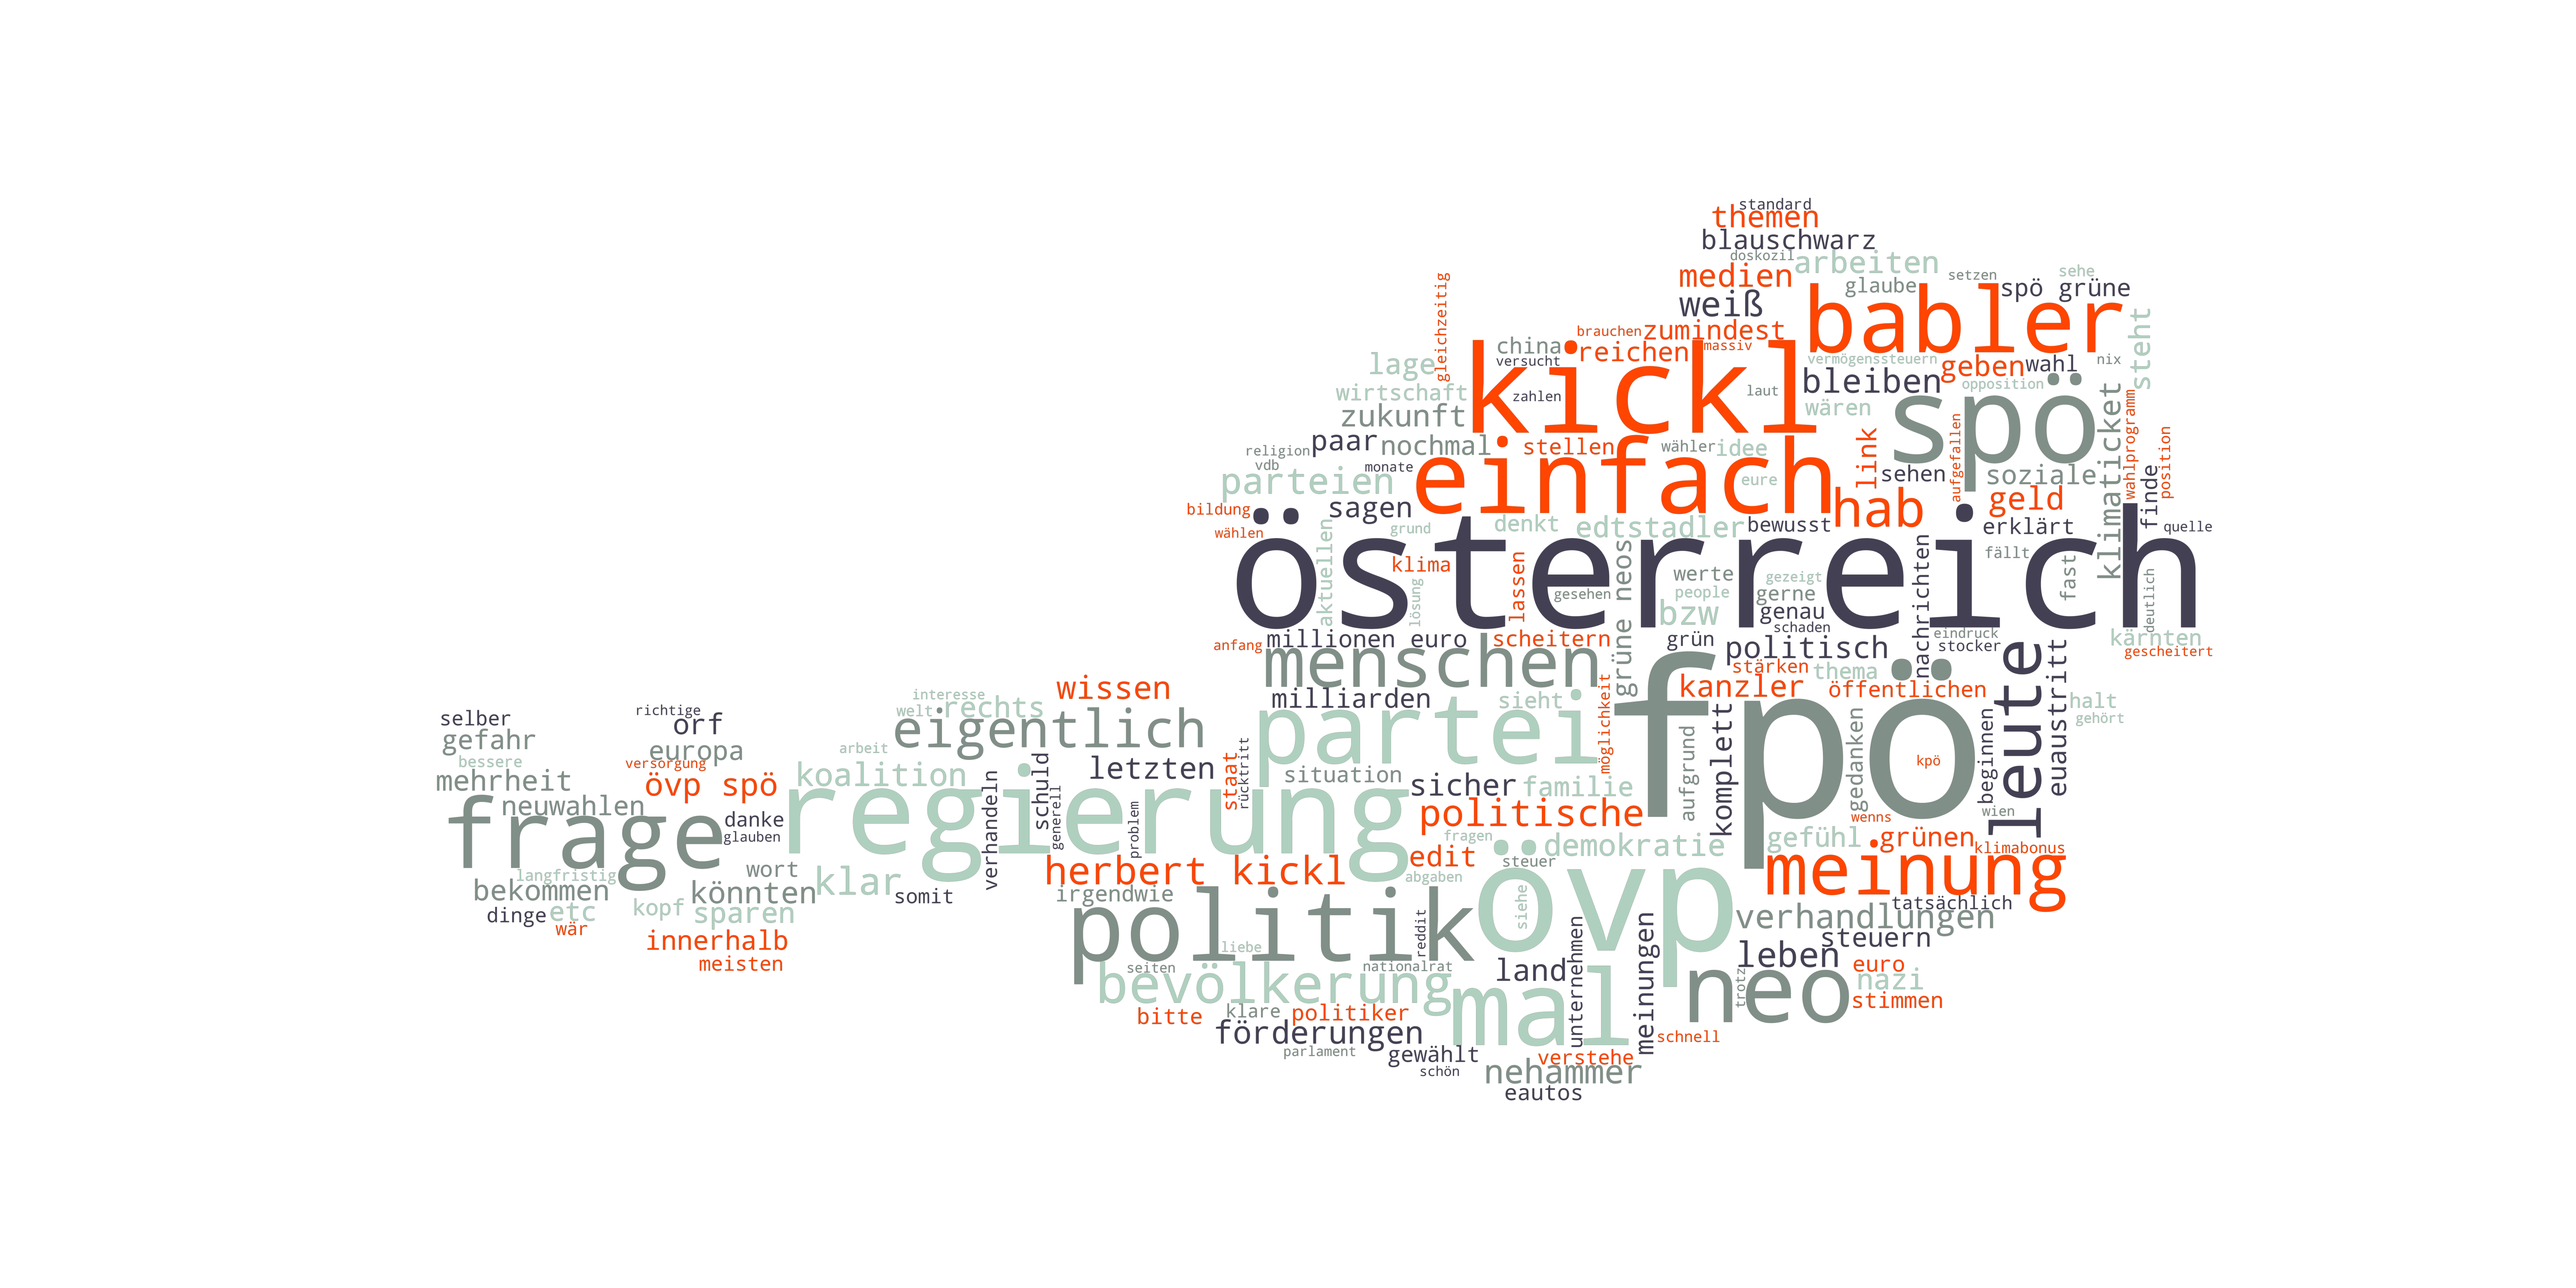 standard
themen
blauschwarz
doskozil
arbeiten
medien
setzen
sehe
glaube
spö grüne
weiß
babler
gleichzeitig
brauchen
zumindest
steht
china
reichen
massiv
kickl
versucht
vermögenssteuern
nix
lage
geben
wahl
bleiben
opposition
wirtschaft
zahlen
laut
spö
klimaticket
wahlprogramm
zukunft
wären
paar
nochmal
stellen
wähler
idee
link
aufgefallen
position
religion
vdb
monate
einfach
sehen
soziale
finde
parteien
eure
hab
geld
bildung
sagen
denkt
edtstadler
bewusst
erklärt
quelle
wählen
grund
österreich
aktuellen
klima
lassen
grüne neos
nachrichten
fällt
fast
deutlich
lösung
gesehen
werte
gezeigt
people
gerne
bzw
genau
schaden
anfang
millionen euro
scheitern
grün
politisch
eindruck
stocker
kärnten
gescheitert
menschen
leute
euaustritt
stärken
thema
wissen
möglichkeit
kanzler
öffentlichen
interesse
welt
rechts
milliarden
sieht
fpö
halt
gehört
selber
richtige
orf
eigentlich
partei
komplett
gedanken
beginnen
gefahr
europa
arbeit
aufgrund
bessere
versorgung
letzten
rücktritt
staat
situation
kpö
mehrheit
övp spö
koalition
schuld
generell
verhandeln
sicher
familie
neuwahlen
regierung
problem
politische
wien
wenns
frage
danke
glauben
fragen
demokratie
gefühl
grünen
klimabonus
edit
steuer
övp
meinung
langfristig
wort
herbert kickl
abgaben
bekommen
könnten
klar
somit
irgendwie
siehe
tatsächlich
dinge
etc
kopf
sparen
politik
reddit
verhandlungen
wär
innerhalb
liebe
unternehmen
meinungen
steuern
meisten
seiten
nationalrat
land
leben
euro
bevölkerung
mal
neo
trotz
nazi
stimmen
bitte
klare
politiker
förderungen
schnell
parlament
gewählt
verstehe
schön
nehammer
eautos